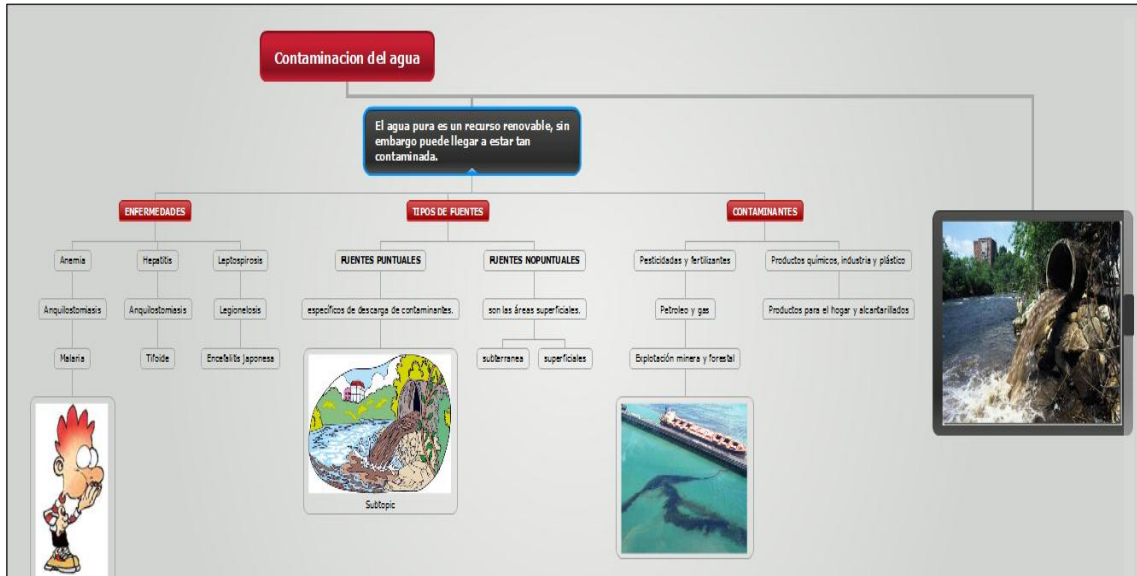 Contaminacion del agua
El agua pura es un recurso renovable, sin
embargo puede llegar a estar tan
contaminada.
ENFERMEDADES
TIPOS DE FUENTES
CONTAMINANTES
Anemia
Hepatitis
Leptospirosis
FUENTES PUNTUALES
FUENTES NOPUNTUALES
Pesticidadas y fertilizantes
Productos químicos, industria y plástico
Anquilostomiasis
Anquilostomiasis
Legionelosis
específicos de descarga de contaminantes.
son las áreas superficiales.
Petroleo y gas
Productos para el hogar y alcantarillados
Malaria
Tifoide
Encefalitis japonesa
subterranea
superficiales
Explotación minera y forestal
Subtopic